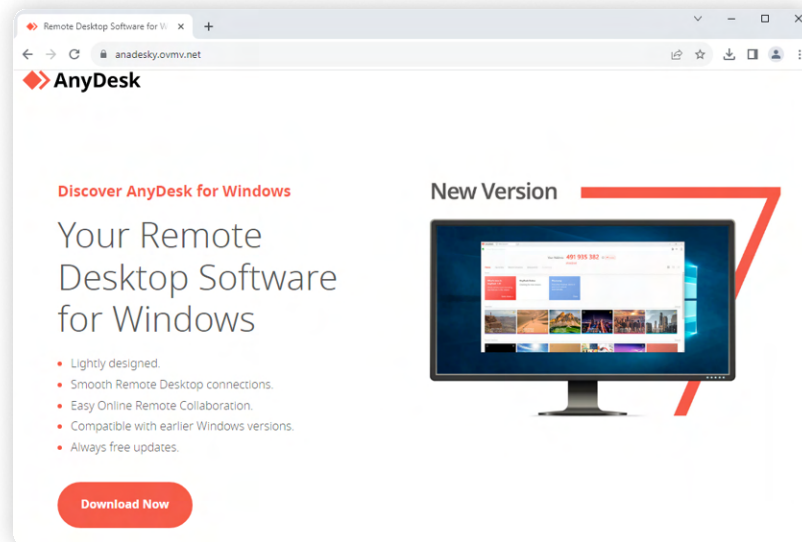 Remote Desktop Software for W
anadesky.ovmv.net
AnyDesk
Discover AnyDesk for Windows
Your Remote
Desktop Software
for Windows
Lightly designed.
Smooth Remote Desktop connections.
Easy Online Remote Collaboration.
Compatible with earlier Windows versions.
Always free updates.
Download Now
New Version
7
491 935 382